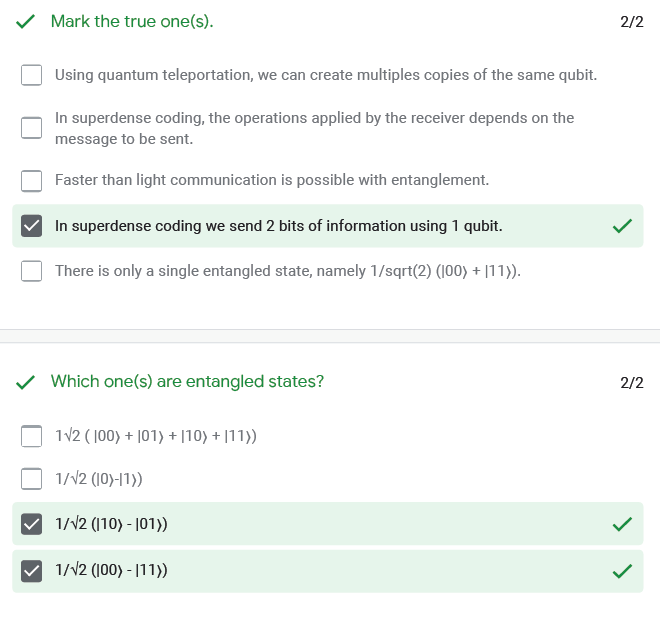 Mark the true one(s).
2/2
Using quantum teleportation, we can create multiples copies of the same qubit.
In superdense coding, the operations applied by the receiver depends on the
message to be sent.
Faster than light communication is possible with entanglement.
In superdense coding we send 2 bits of information using 1 qubit.
There is only a single entangled state, namely 1/sqrt(2) (|00⟩ + |11⟩).
Which one(s) are entangled states?
2/2
1√2 ( |00⟩ + |01⟩ + |10⟩ + |11⟩)
1/√2 (|0⟩-|1⟩)
1/√2 (|10⟩ - |01⟩)
1/√2 (|00⟩ - |11⟩)